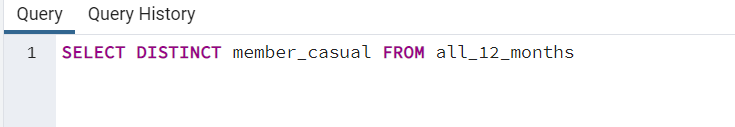 Query Query History
1 SELECT DISTINCT member_casual FROM all_12_months